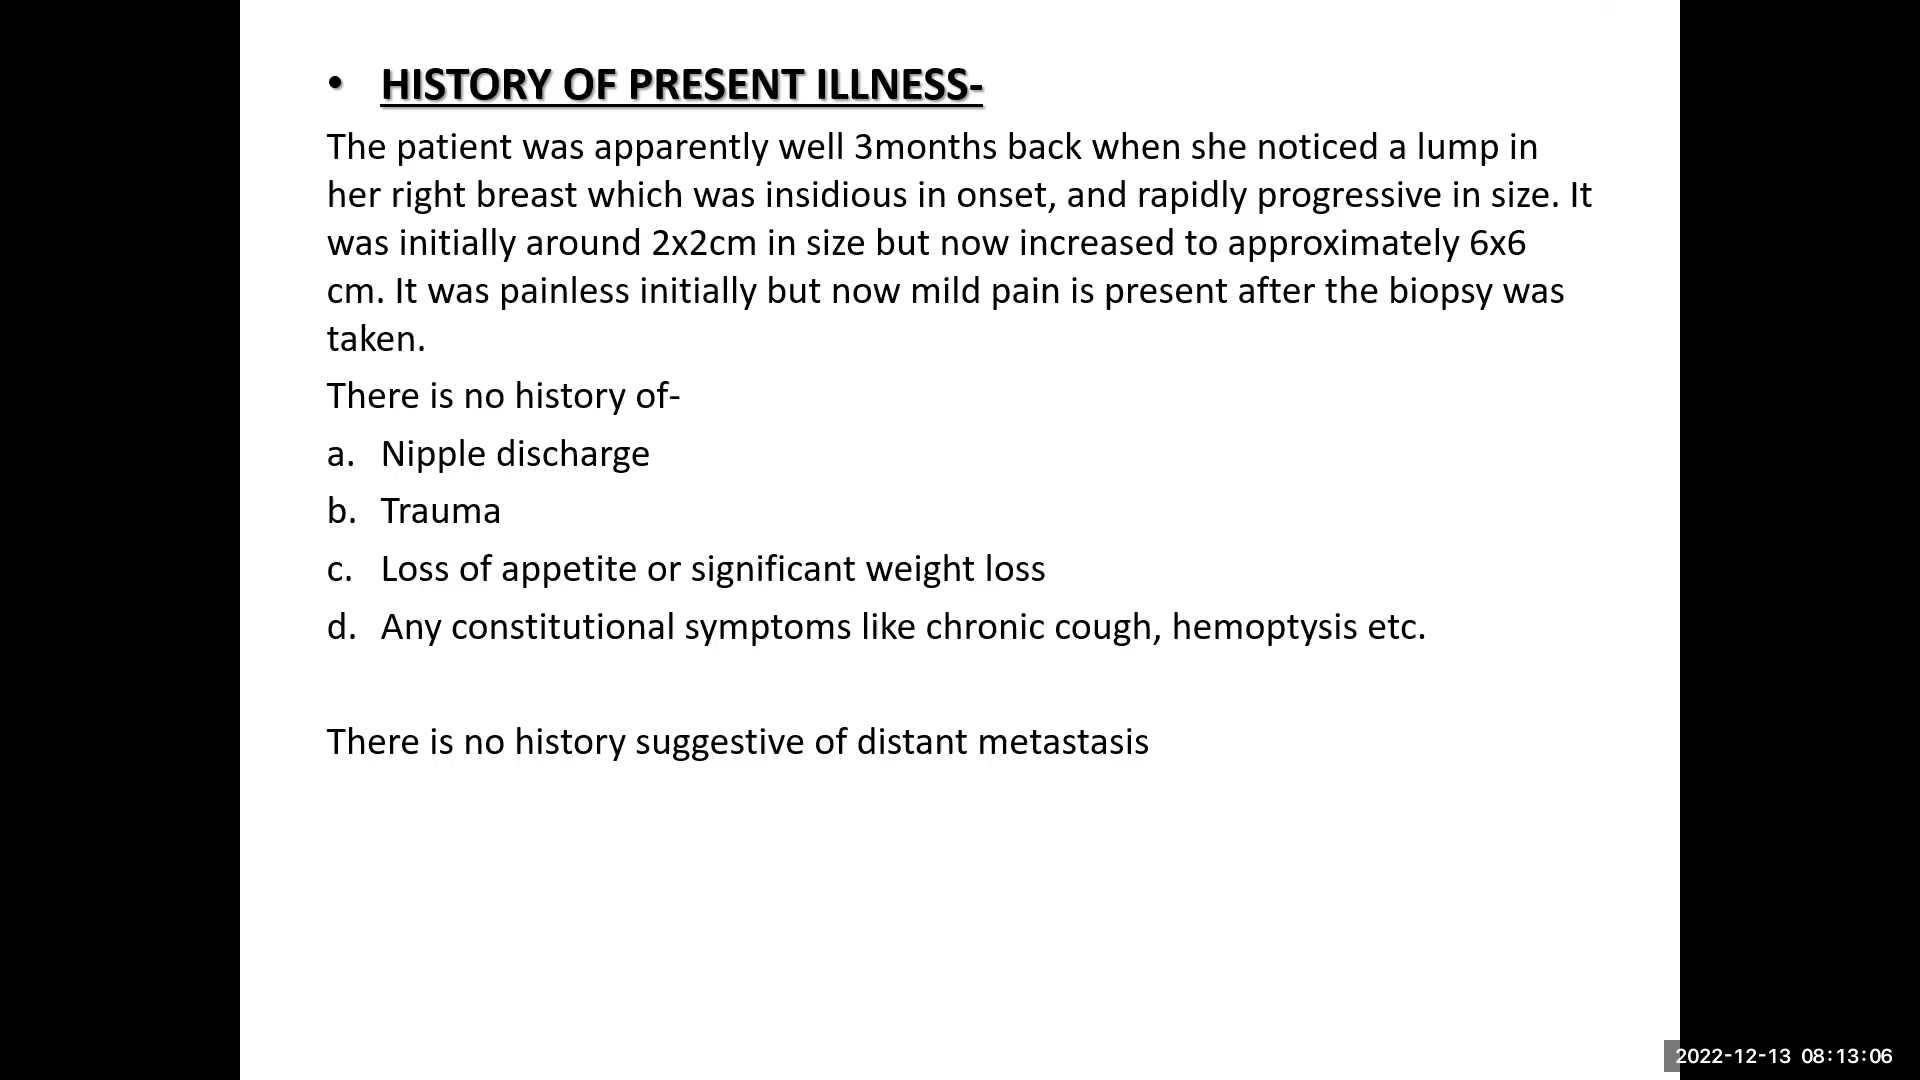 • HISTORY OF PRESENT ILLNESS-
The patient was apparently well 3months back when she noticed a lump in
her right breast which was insidious in onset, and rapidly progressive in size. It
was initially around 2x2cm in size but now increased to approximately 6x6
cm. It was painless initially but now mild pain is present after the biopsy was
taken.
There is no history of-
a. Nipple discharge
b. Trauma
c. Loss of appetite or significant weight loss
d. Any constitutional symptoms like chronic cough, hemoptysis etc.
There is no history suggestive of distant metastasis
2022-12-13 08:13:06